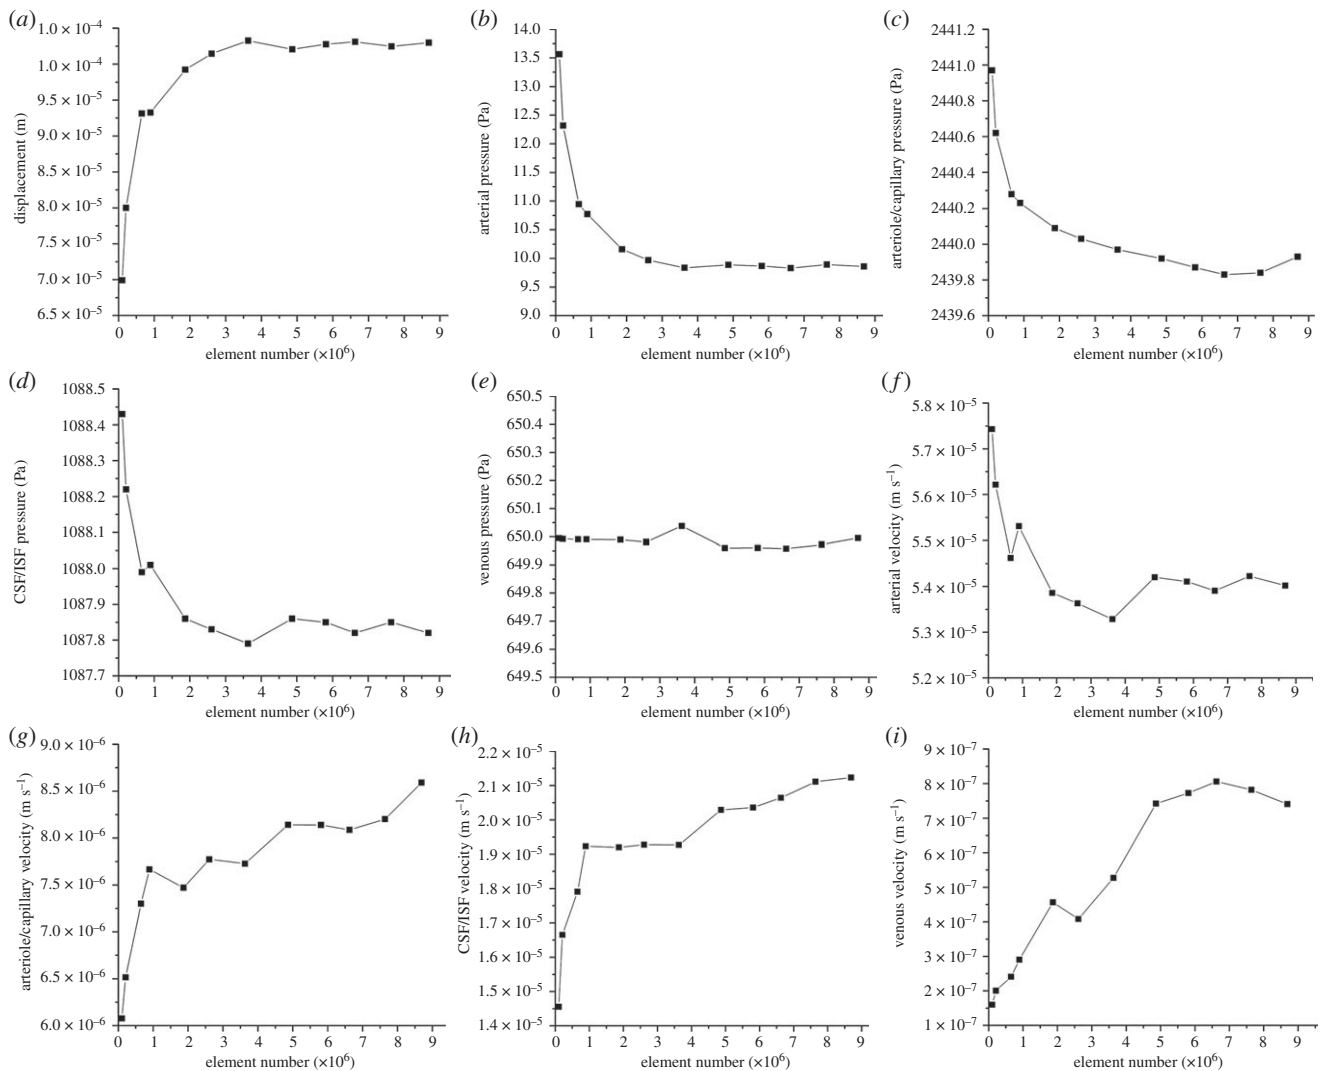 (a)
displacement (m)
1.0 × 10⁻⁴
1.0 × 10⁻⁴
9.5 × 10⁻⁵
9.0 × 10⁻⁵
8.5 × 10⁻⁵
8.0 × 10⁻⁵
7.5 × 10⁻⁵
7.0 × 10⁻⁵
6.5 × 10⁻⁵
0 1 2 3 4 5 6 7 8 9
element number (×10⁶)
(b)
arterial pressure (Pa)
14.0
13.5
13.0
12.5
12.0
11.5
11.0
10.5
10.0
9.5
9.0
0 1 2 3 4 5 6 7 8 9
element number (×10⁶)
(c)
arteriole/capillary pressure (Pa)
2441.2
2441.0
2440.8
2440.6
2440.4
2440.2
2440.0
2439.8
2439.6
0 1 2 3 4 5 6 7 8 9
element number (×10⁶)
(d)
CSF/ISF pressure (Pa)
1088.5
1088.4
1088.3
1088.2
1088.1
1088.0
1087.9
1087.8
1087.7
0 1 2 3 4 5 6 7 8 9
element number (×10⁶)
(e)
venous pressure (Pa)
650.5
650.4
650.3
650.2
650.1
650.0
649.9
649.8
649.7
649.6
649.5
0 1 2 3 4 5 6 7 8 9
element number (×10⁶)
(f)
arterial velocity (m s⁻¹)
5.8 × 10⁻⁵
5.7 × 10⁻⁵
5.6 × 10⁻⁵
5.5 × 10⁻⁵
5.4 × 10⁻⁵
5.3 × 10⁻⁵
5.2 × 10⁻⁵
0 1 2 3 4 5 6 7 8 9
element number (×10⁶)
(g)
arteriole/capillary velocity (m s⁻¹)
9.0 × 10⁻⁶
8.5 × 10⁻⁶
8.0 × 10⁻⁶
7.5 × 10⁻⁶
7.0 × 10⁻⁶
6.5 × 10⁻⁶
6.0 × 10⁻⁶
0 1 2 3 4 5 6 7 8 9
element number (×10⁶)
(h)
CSF/ISF velocity (m s⁻¹)
2.2 × 10⁻⁵
2.1 × 10⁻⁵
2.0 × 10⁻⁵
1.9 × 10⁻⁵
1.8 × 10⁻⁵
1.7 × 10⁻⁵
1.6 × 10⁻⁵
1.5 × 10⁻⁵
1.4 × 10⁻⁵
0 1 2 3 4 5 6 7 8 9
element number (×10⁶)
(i)
venous velocity (m s⁻¹)
9 × 10⁻⁷
8 × 10⁻⁷
7 × 10⁻⁷
6 × 10⁻⁷
5 × 10⁻⁷
4 × 10⁻⁷
3 × 10⁻⁷
2 × 10⁻⁷
1 × 10⁻⁷
0 1 2 3 4 5 6 7 8 9
element number (×10⁶)